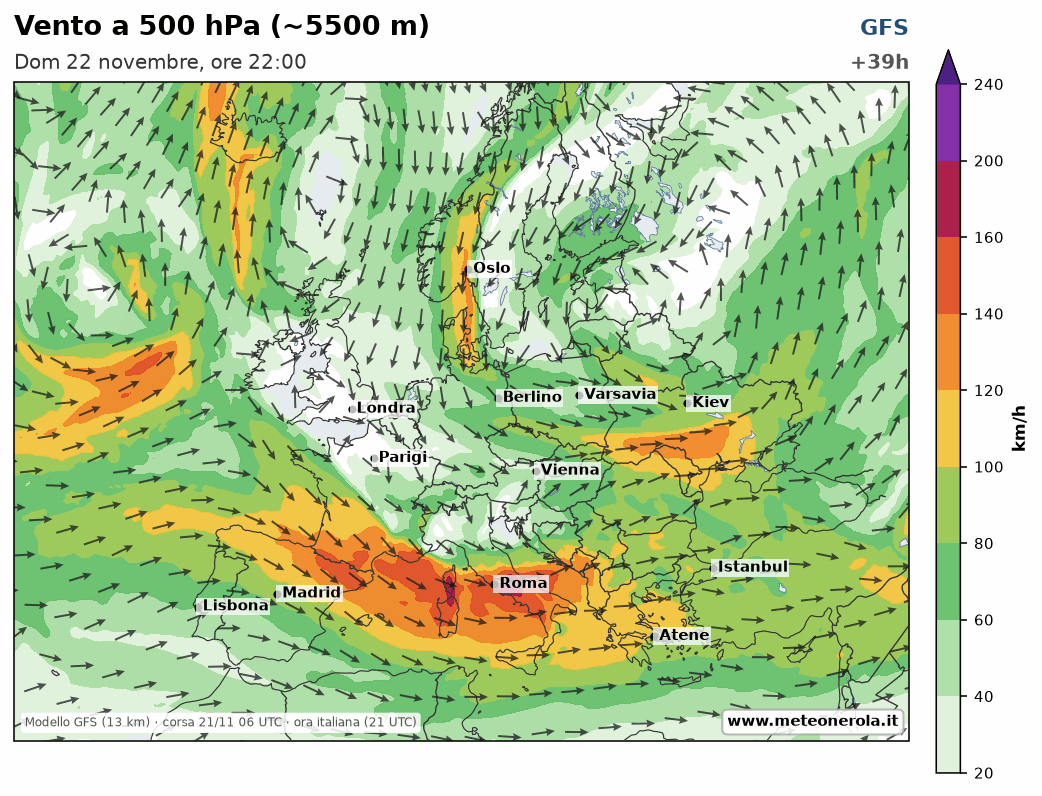 Vento a 500 hPa (~5500 m)
GFS
Dom 22 novembre, ore 22:00
+39h
240
200
160
140
120
100
80
60
40
20
km/h
Oslo
Berlino
Varsavia
Kiev
Londra
Parigi
Vienna
Istanbul
Roma
Madrid
Lisbona
Atene
Modello GFS (13 km) · corsa 21/11 06 UTC · ora italiana (21 UTC)
www.meteonerola.it